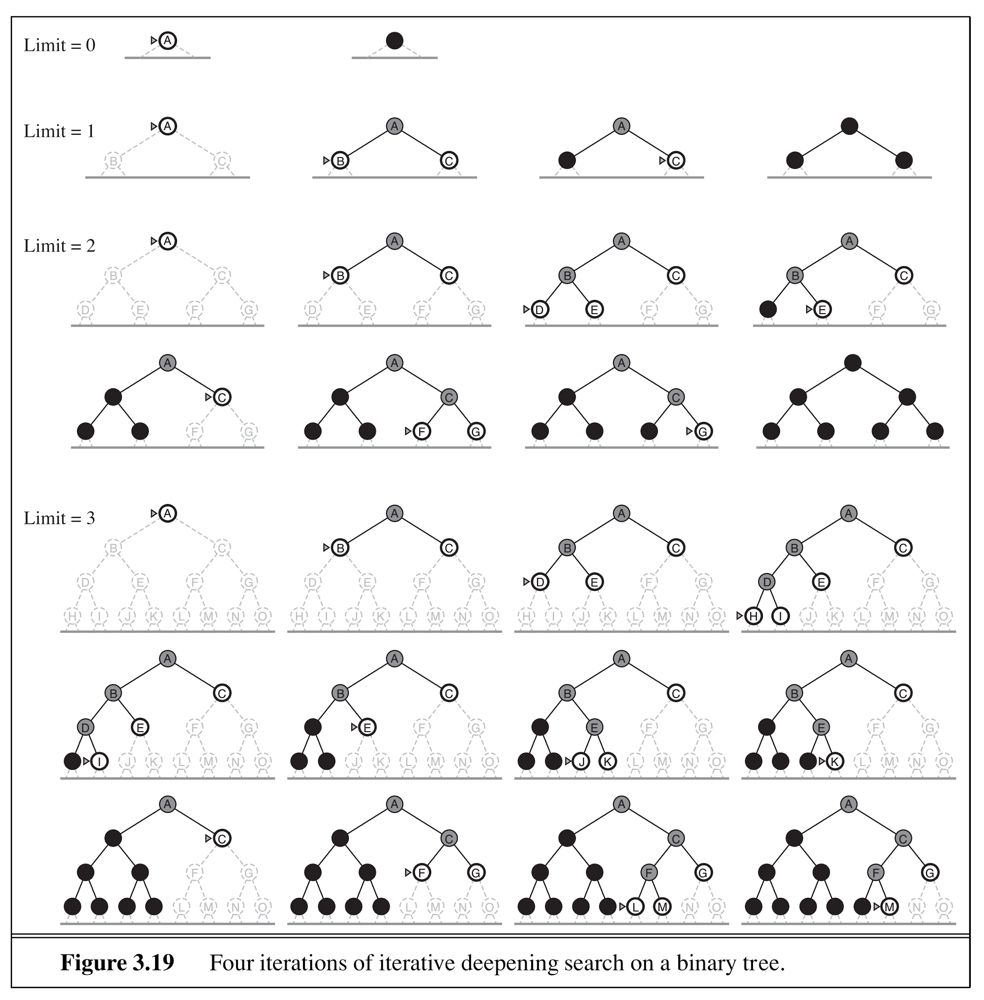 Limit = 0 A
Limit = 1 A A A
B C B C C
Limit = 2 A A A A
B C B C B C B C
D E F G D E F G D E F G E F G
A A A
C C C
F G F G G
Limit = 3 A A A A
B C B C B C B C
D E F G D E F G D E F G D E F G
H I J K L M N O H I J K L M N O H I J K L M N O H I J K L M N O
A A A A
B C B C B C B C
D E F G E F G E F G E F G
I J K L M N O J K L M N O J K L M N O K L M N O
A A A A
C C C C
F G F G F G F G
L M N O L M N O L M N O M N O
Figure 3.19 Four iterations of iterative deepening search on a binary tree.